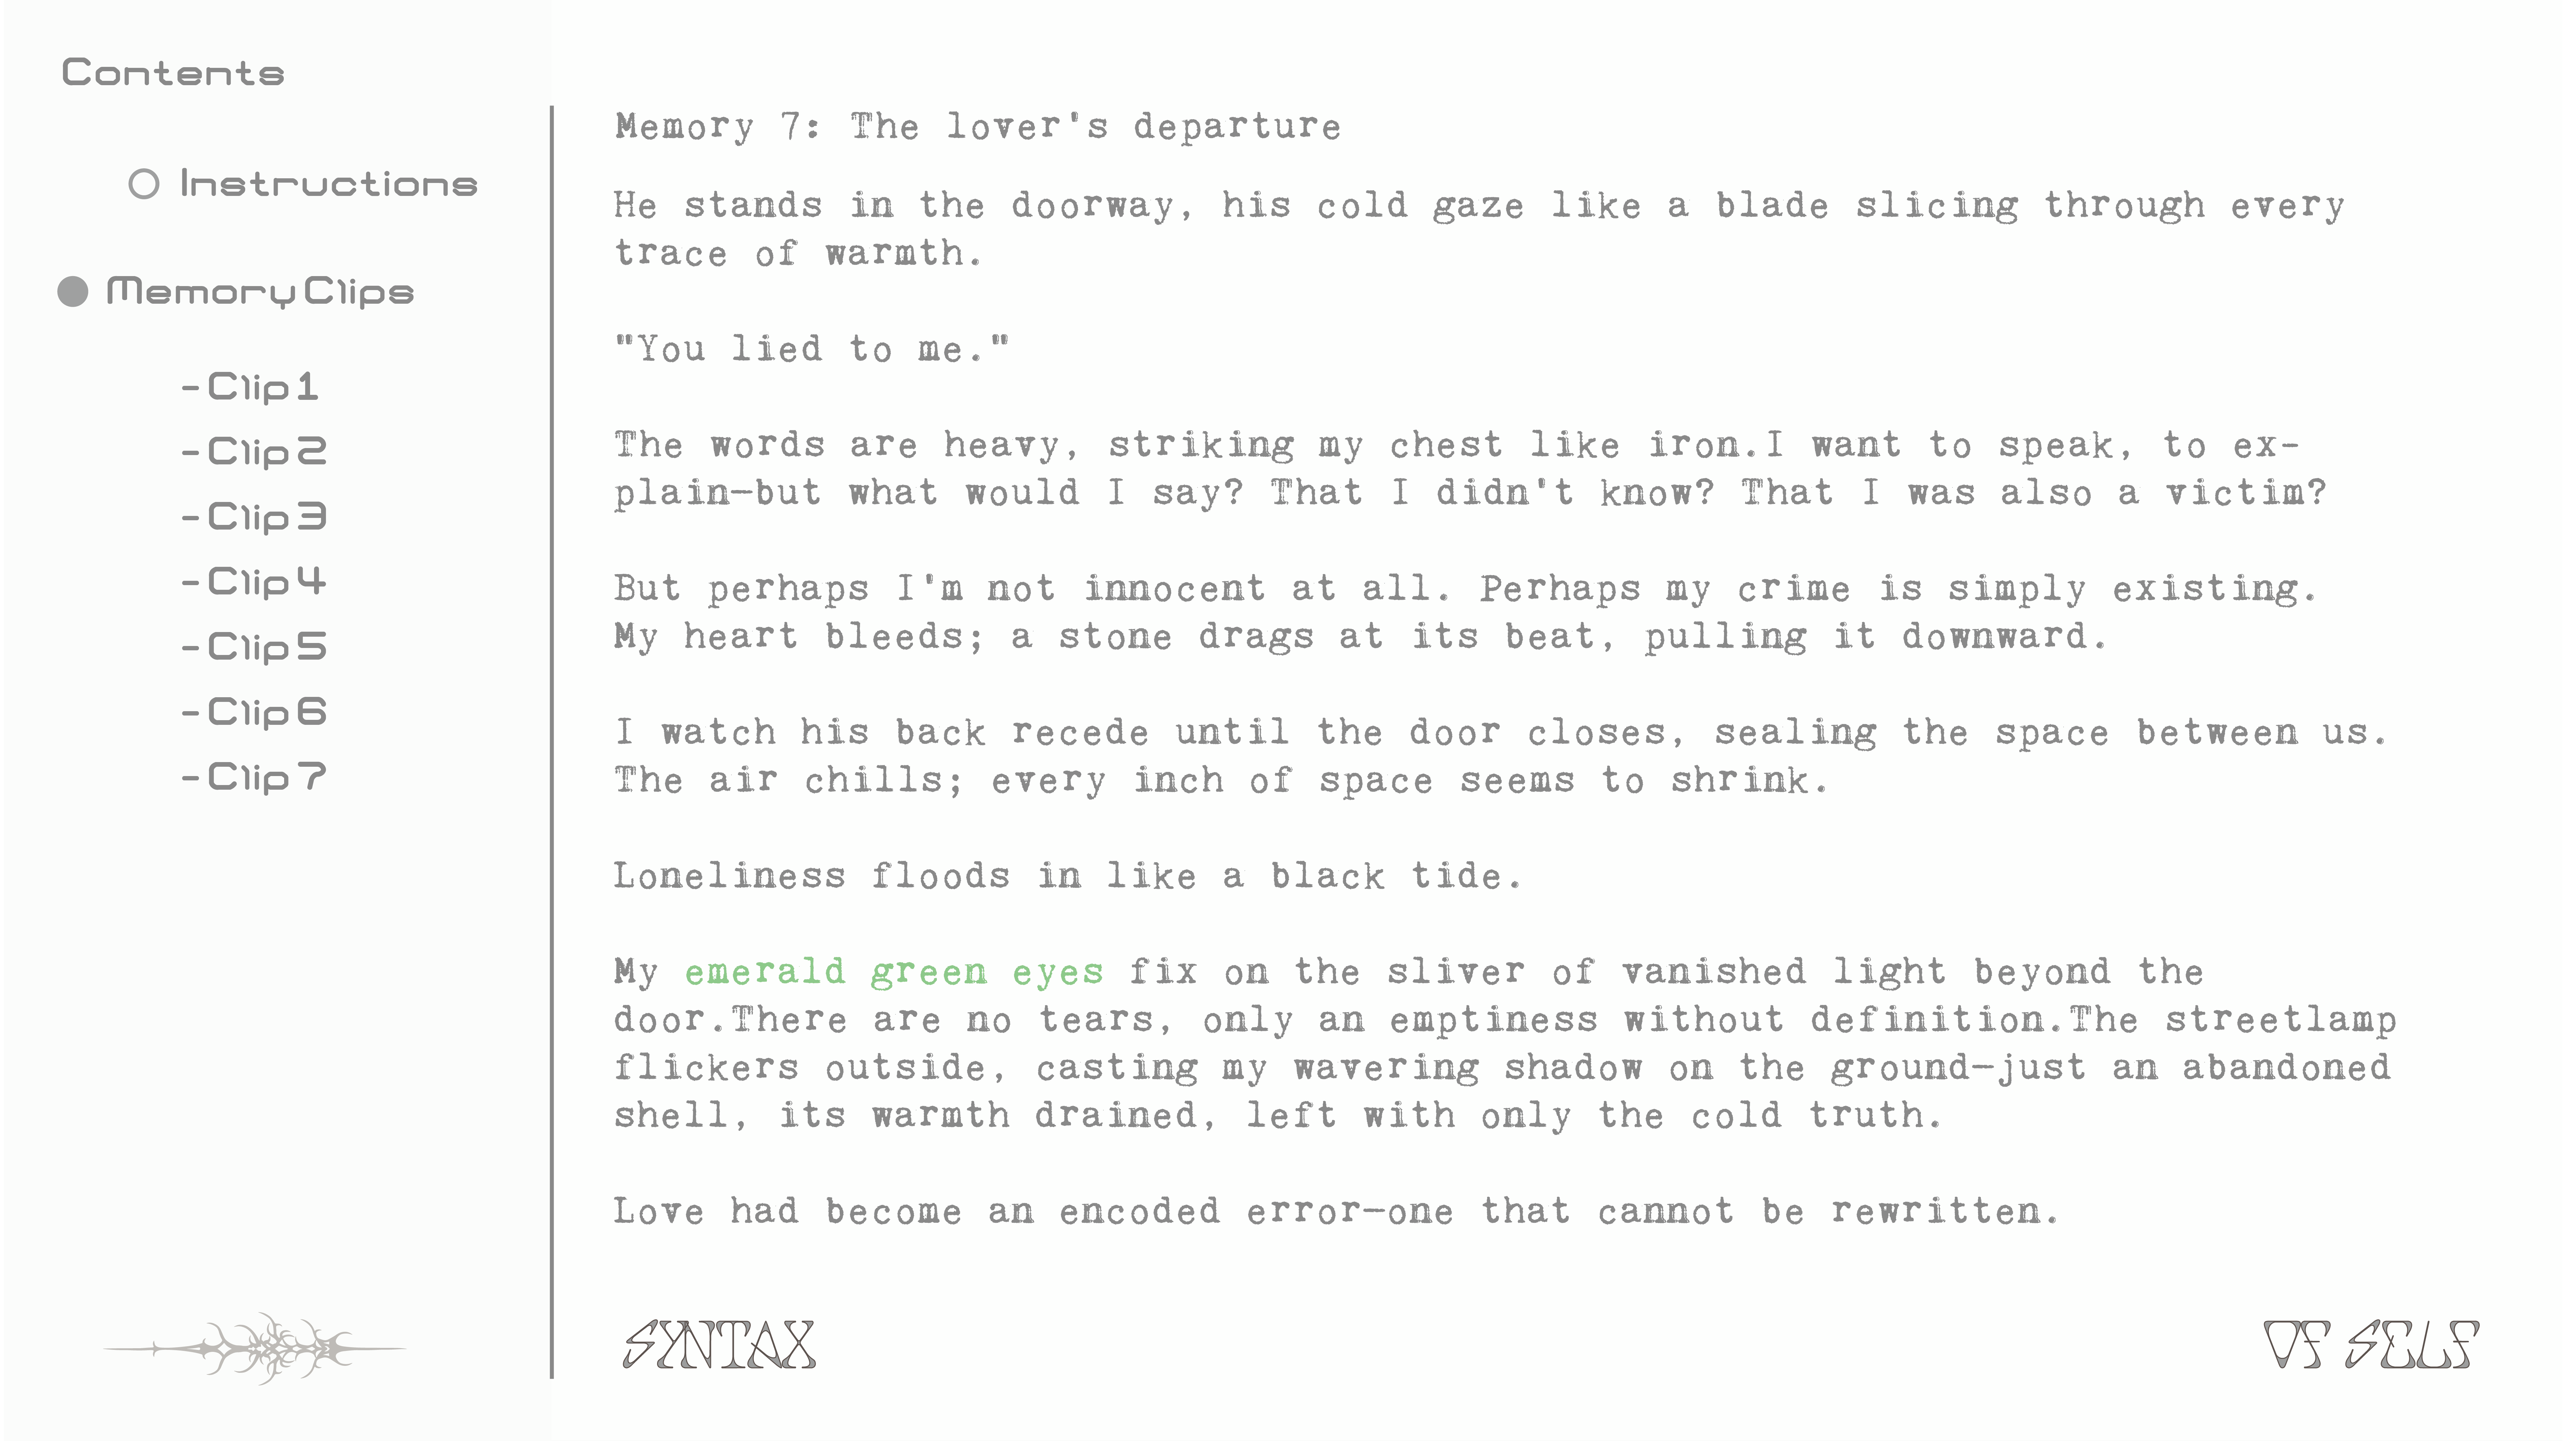 Contents
Instructions
Memory Clips
-Clip 1
-Clip 2
-Clip 3
-Clip 4
-Clip 5
-Clip 6
-Clip 7
Memory 7: The lover's departure
He stands in the doorway, his cold gaze like a blade slicing through every
trace of warmth.
"You lied to me."
The words are heavy, striking my chest like iron.I want to speak, to ex-
plain—but what would I say? That I didn't know? That I was also a victim?
But perhaps I'm not innocent at all. Perhaps my crime is simply existing.
My heart bleeds; a stone drags at its beat, pulling it downward.
I watch his back recede until the door closes, sealing the space between us.
The air chills; every inch of space seems to shrink.
Loneliness floods in like a black tide.
My emerald green eyes fix on the sliver of vanished light beyond the
door.There are no tears, only an emptiness without definition.The streetlamp
flickers outside, casting my wavering shadow on the ground—just an abandoned
shell, its warmth drained, left with only the cold truth.
Love had become an encoded error—one that cannot be rewritten.
SYNTAX
OF SELF